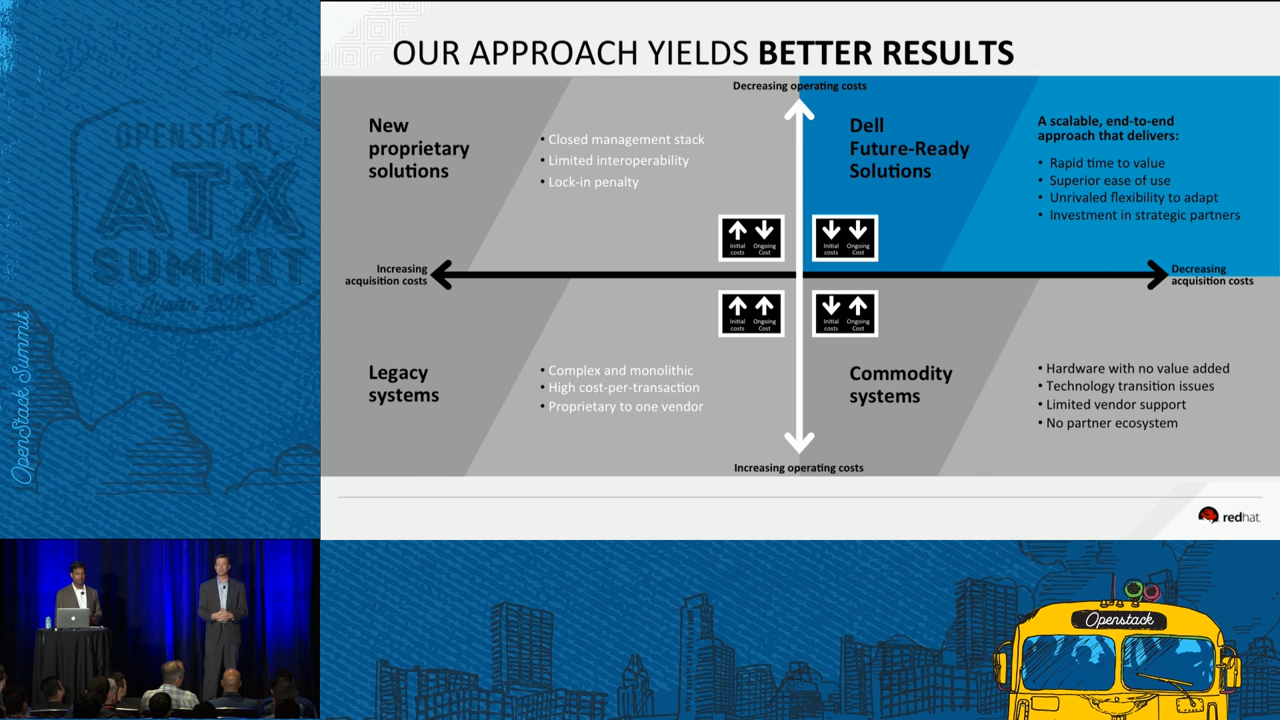 OUR APPROACH YIELDS BETTER RESULTS
Decreasing operating costs
New
proprietary
solutions
• Closed management stack
• Limited interoperability
• Lock-in penalty
Dell
Future-Ready
Solutions
A scalable, end-to-end
approach that delivers:
• Rapid time to value
• Superior ease of use
• Unrivaled flexibility to adapt
• Investment in strategic partners
Initial
costs
Ongoing
Cost
Initial
costs
Ongoing
Cost
Increasing
acquisition costs
Decreasing
acquisition costs
Initial
costs
Ongoing
Cost
Initial
costs
Ongoing
Cost
Legacy
systems
• Complex and monolithic
• High cost-per-transaction
• Proprietary to one vendor
Commodity
systems
• Hardware with no value added
• Technology transition issues
• Limited vendor support
• No partner ecosystem
Increasing operating costs
redhat.
OPENSTACK
ATX
SUMMIT
OpenStack Summit
Openstack